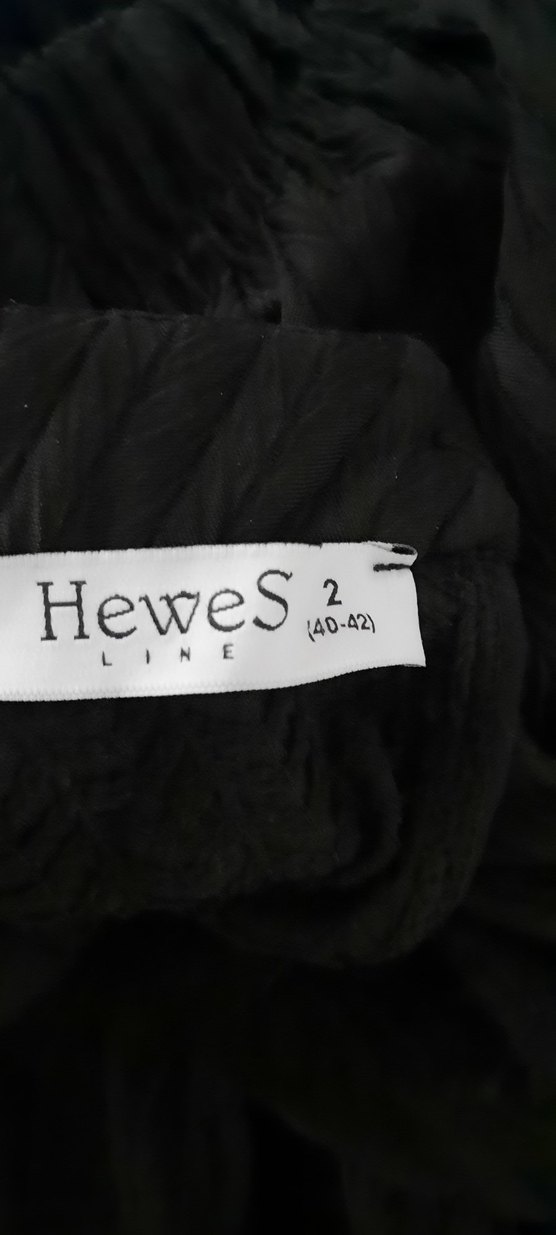 HeweS 2
LINE (40-42)